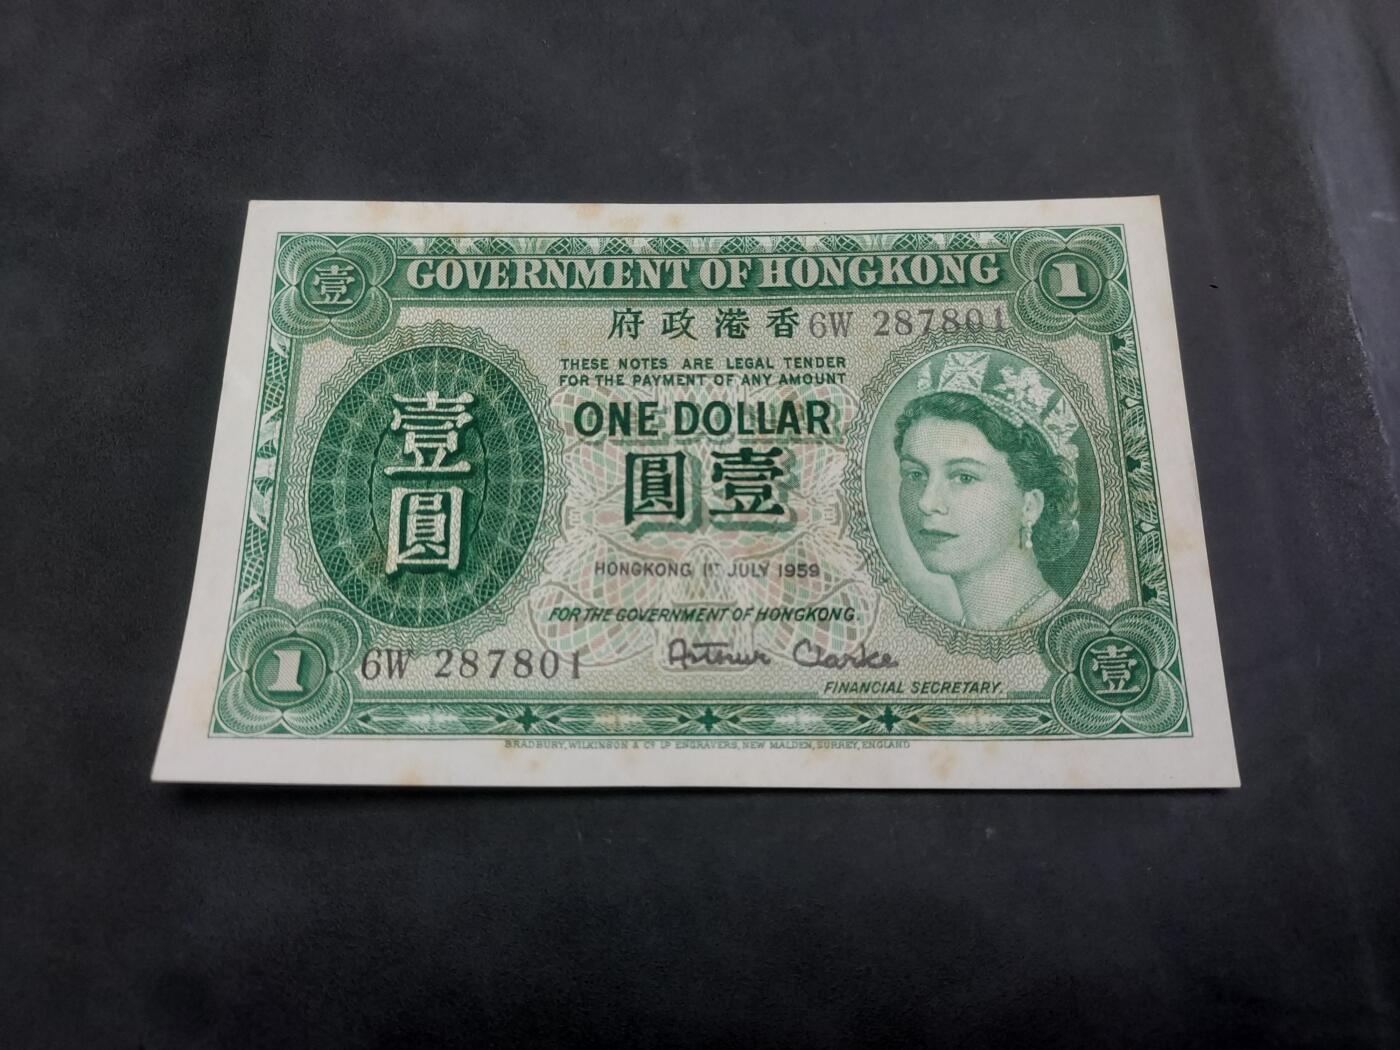 壹 GOVERNMENT OF HONGKONG 1
府政港香 6W 287801
THESE NOTES ARE LEGAL TENDER
FOR THE PAYMENT OF ANY AMOUNT
ONE DOLLAR
圓壹
壹
圓
HONGKONG 1ST JULY 1959
FOR THE GOVERNMENT OF HONGKONG.
1 6W 287801 Arthur Clarke 壹
FINANCIAL SECRETARY.
BRADBURY, WILKINSON & Co LD ENGRAVERS, NEW MALDEN, SURREY, ENGLAND